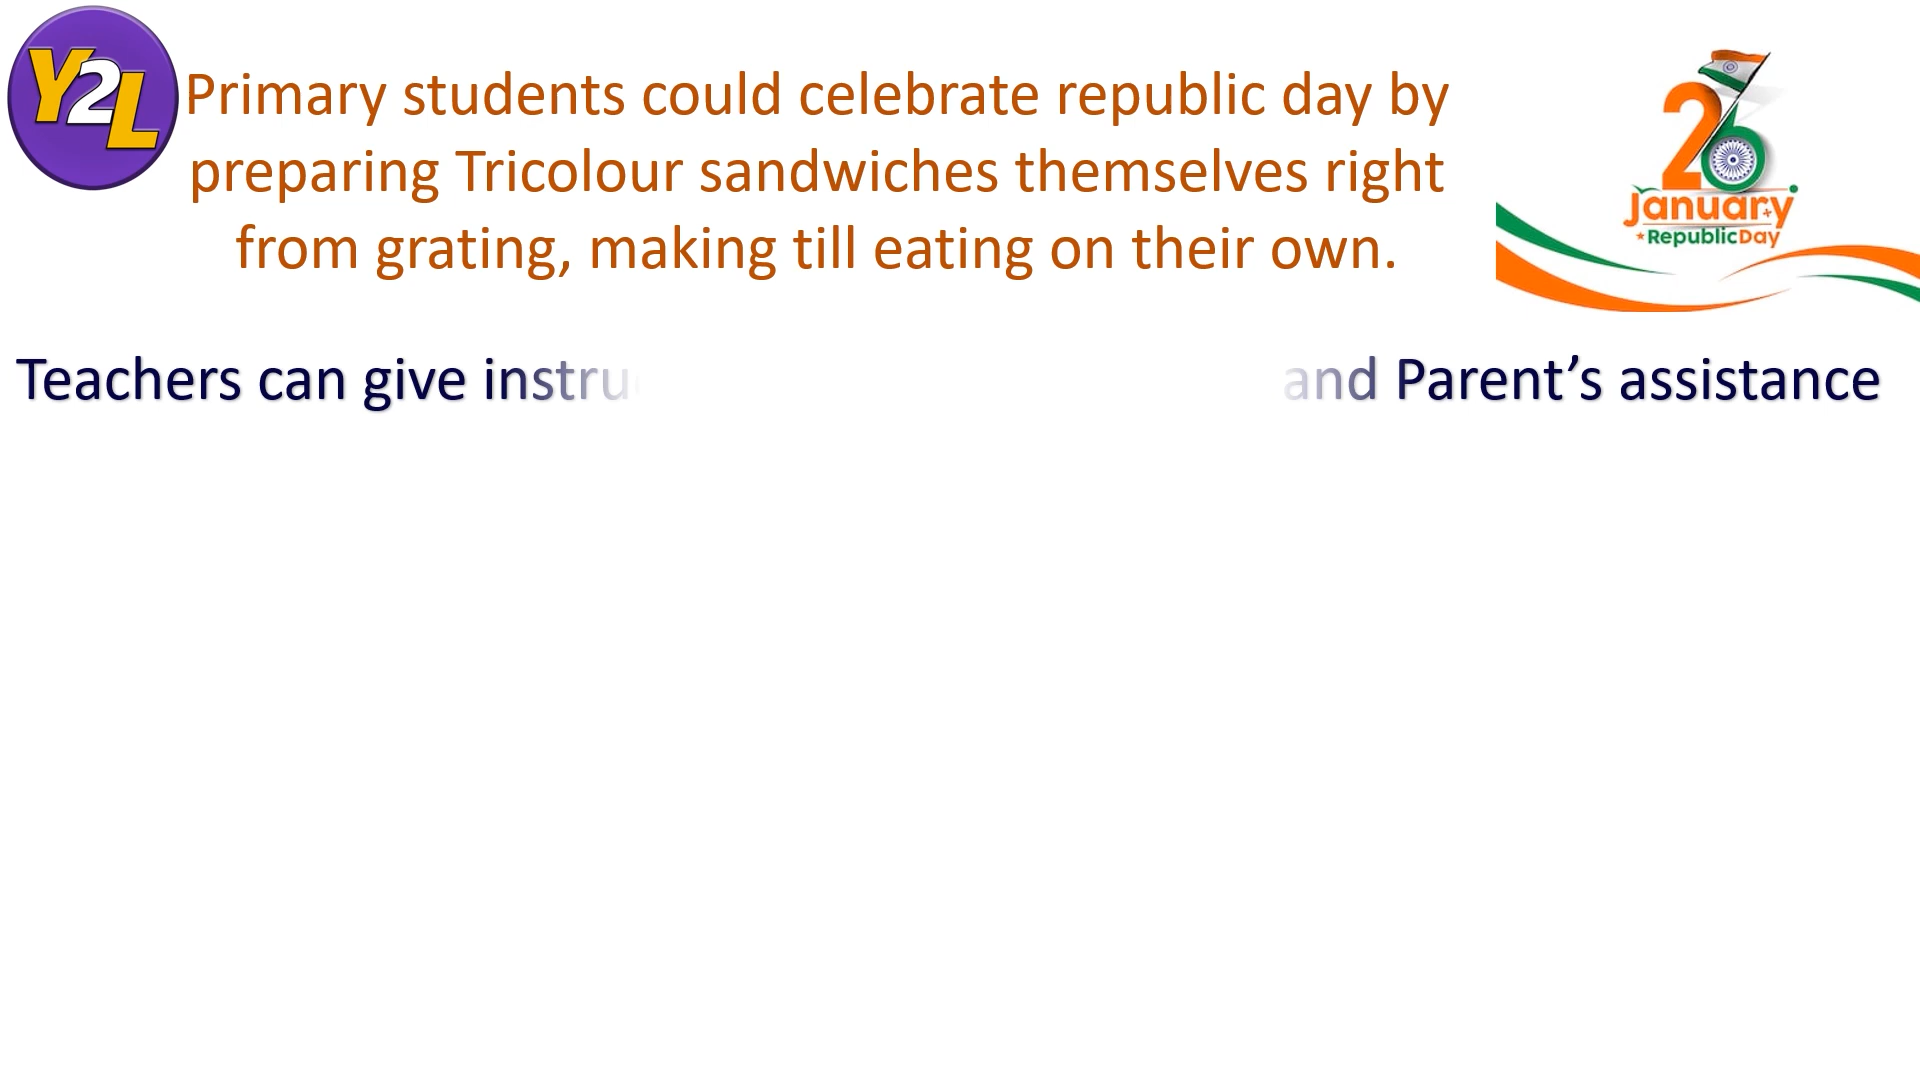 Y2L
Primary students could celebrate republic day by
preparing Tricolour sandwiches themselves right
from grating, making till eating on their own.
26
January
RepublicDay
Teachers can give and Parent’s assistance